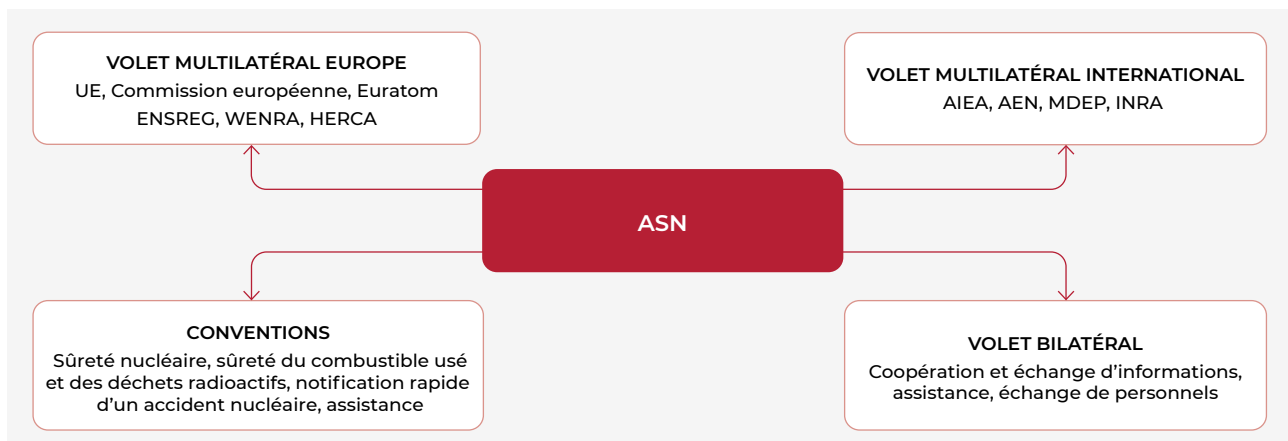 VOLET MULTILATÉRAL EUROPE
UE, Commission européenne, Euratom
ENSREG, WENRA, HERCA
VOLET MULTILATÉRAL INTERNATIONAL
AIEA, AEN, MDEP, INRA
ASN
CONVENTIONS
Sûreté nucléaire, sûreté du combustible usé
et des déchets radioactifs, notification rapide
d’un accident nucléaire, assistance
VOLET BILATÉRAL
Coopération et échange d’informations,
assistance, échange de personnels